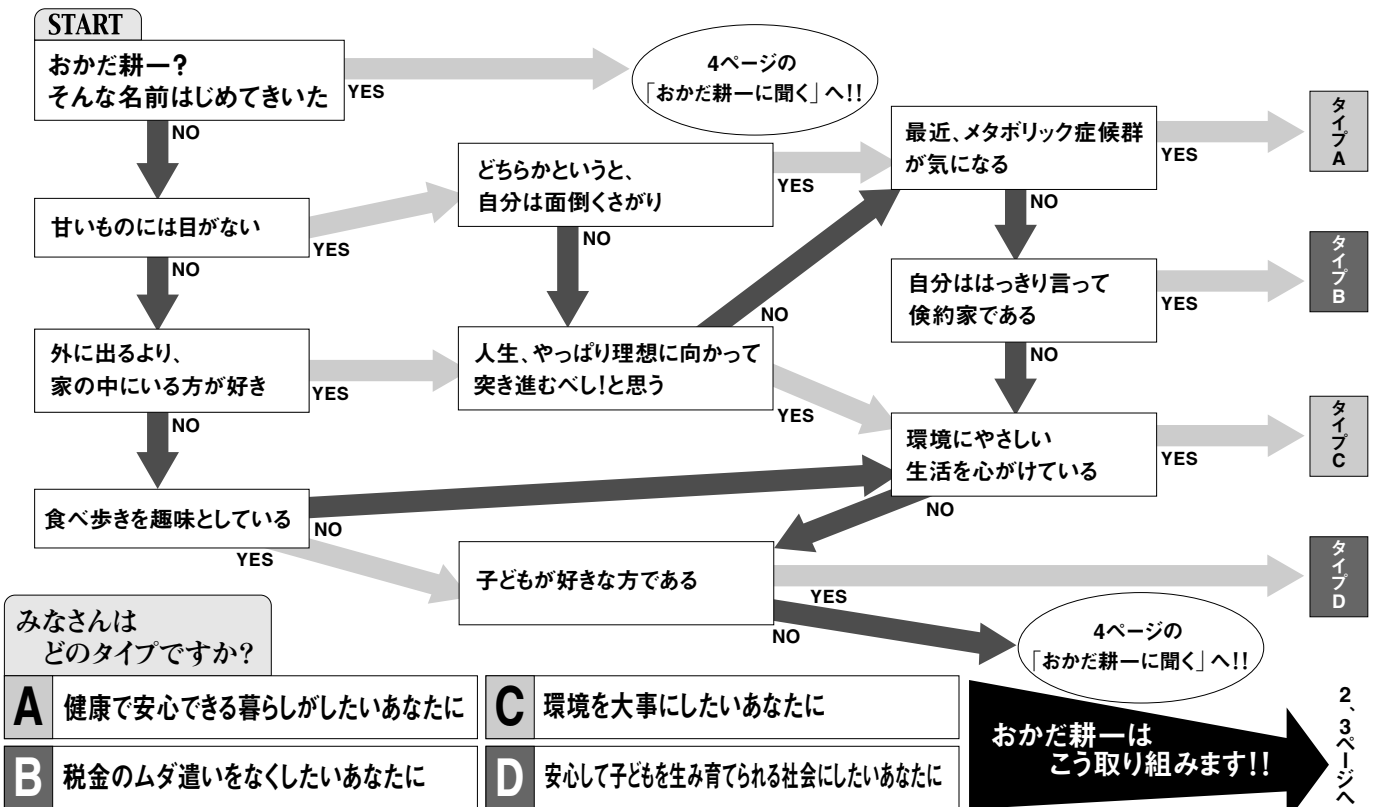 START
おかだ耕一?
そんな名前はじめてきいた
YES
4ページの
「おかだ耕一に聞く」へ!!
NO
甘いものには目がない
YES
NO
どちらかというと、
自分は面倒くさがり
YES
NO
最近、メタボリック症候群
が気になる
YES
タイプA
NO
自分ははっきり言って
倹約家である
YES
タイプB
NO
外に出るより、
家の中にいる方が好き
YES
NO
人生、やっぱり理想に向かって
突き進むべし!と思う
NO
YES
環境にやさしい
生活を心がけている
YES
タイプC
NO
食べ歩きを趣味としている
NO
YES
子どもが好きな方である
YES
タイプD
NO
4ページの
「おかだ耕一に聞く」へ!!
みなさんは
どのタイプですか?
A 健康で安心できる暮らしがしたいあなたに
B 税金のムダ遣いをなくしたいあなたに
C 環境を大事にしたいあなたに
D 安心して子どもを生み育てられる社会にしたいあなたに
おかだ耕一は
こう取り組みます!!
2、3ページへ